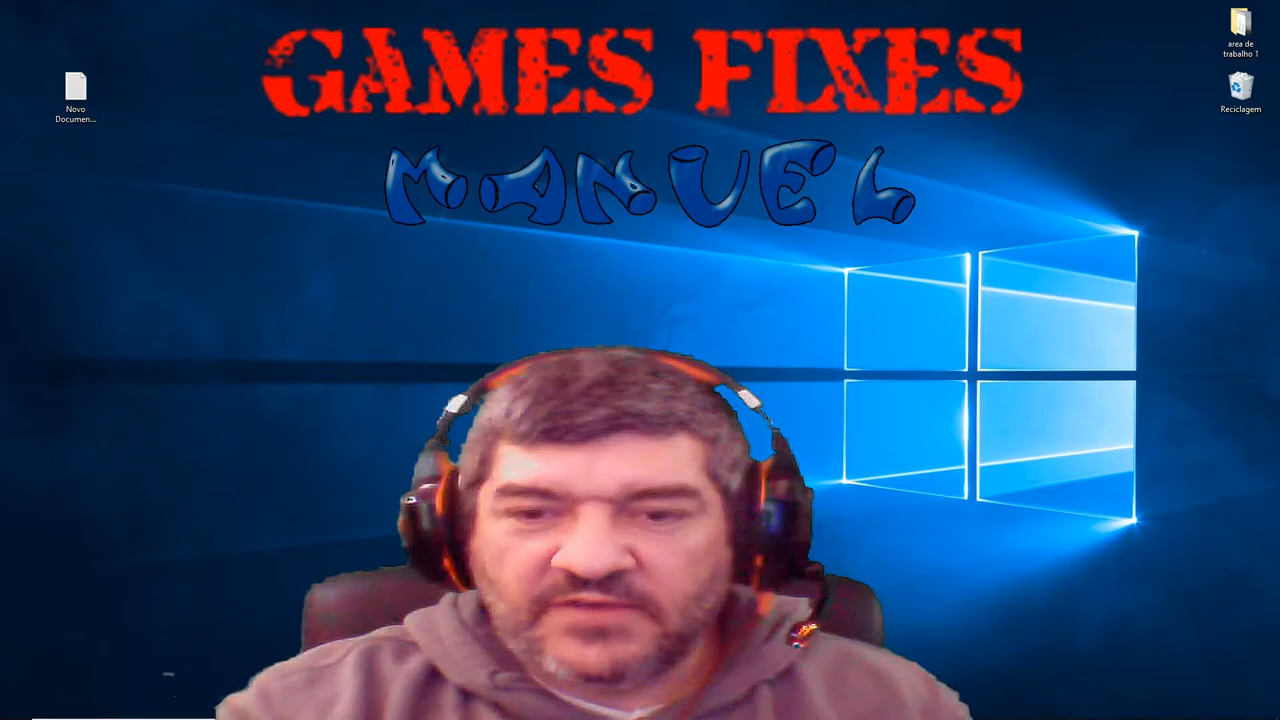 GAMES FIXES
MANUEL
Novo
Documen...
area de
trabalho 1
Reciclagem